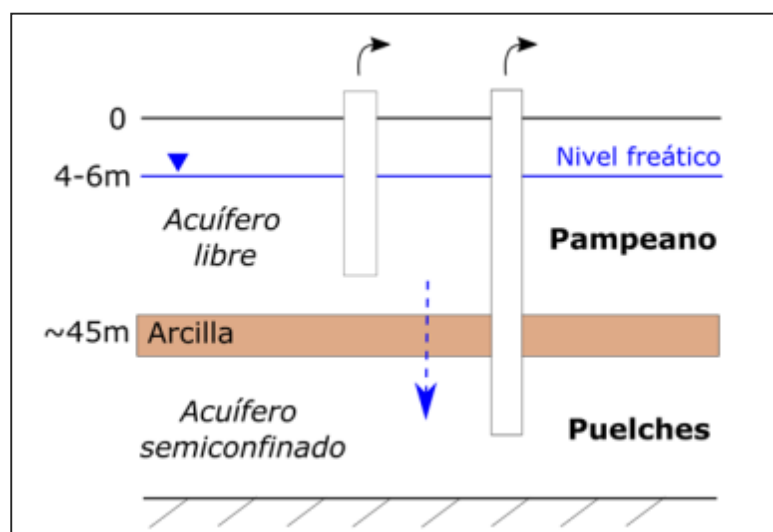 0
Nivel freático
4-6m
Acuífero
libre
Pampeano
~45m
Arcilla
Acuífero
semiconfinado
Puelches